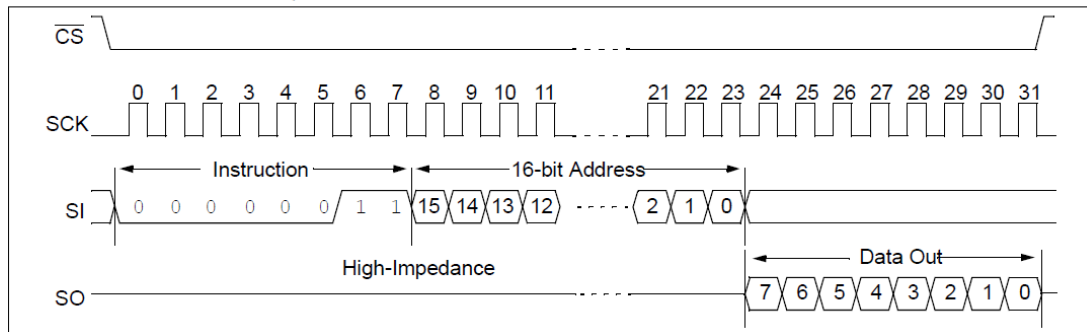 CS
0 1 2 3 4 5 6 7 8 9 10 11 21 22 23 24 25 26 27 28 29 30 31
SCK
Instruction 16-bit Address
SI 0 0 0 0 0 0 1 1 15 14 13 12 2 1 0
High-Impedance Data Out
SO 7 6 5 4 3 2 1 0